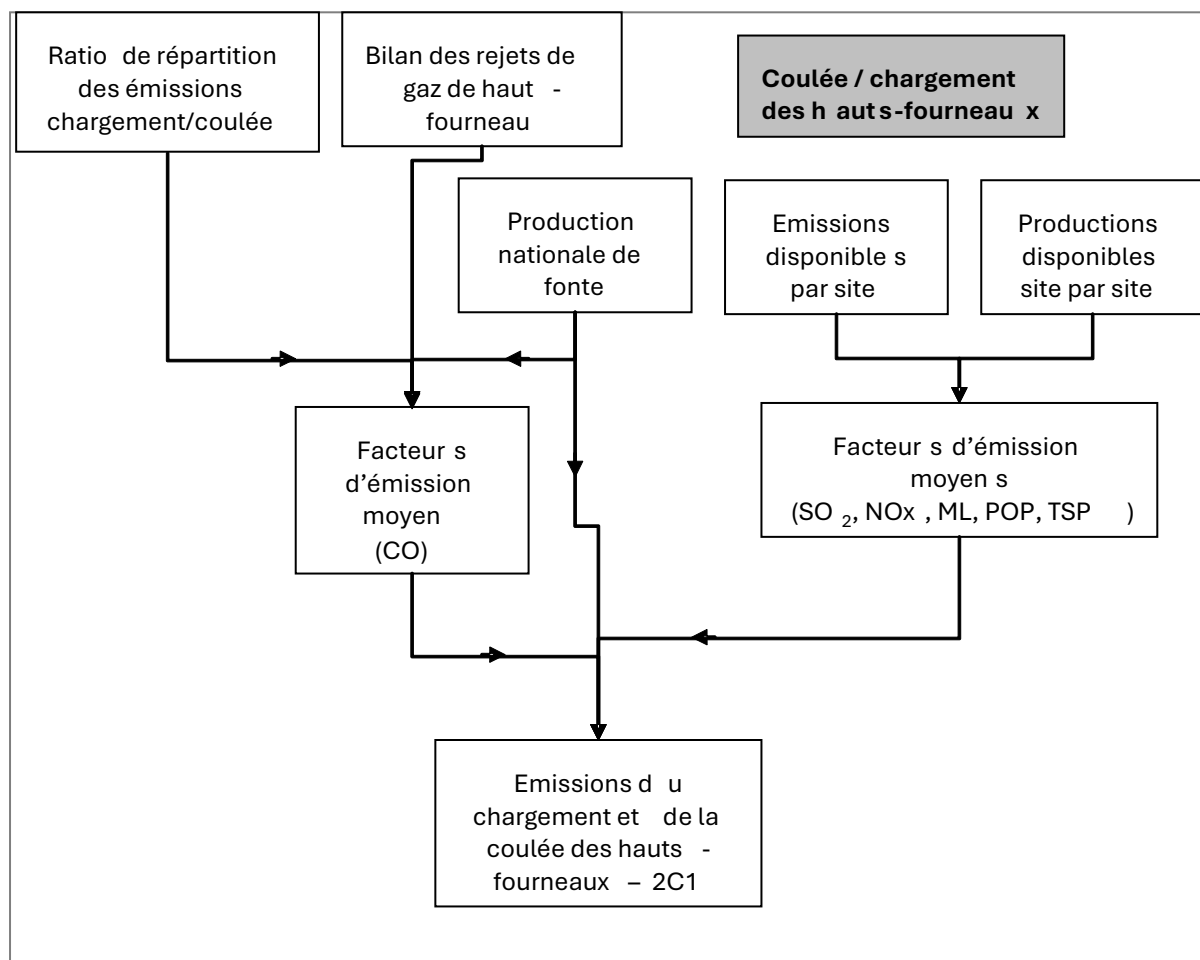 Ratio de répartition
des émissions
chargement/coulée
Bilan des rejets de
gaz de haut -
fourneau
Coulée / chargement
des h aut s-fourneau x
Production
nationale de
fonte
Emissions
disponible s
par site
Productions
disponibles
site par site
Facteur s
d’émission
moyen
(CO)
Facteur s d’émission
moyen s
(SO 2, NOx , ML, POP, TSP )
Emissions d u
chargement et de la
coulée des hauts -
fourneaux – 2C1